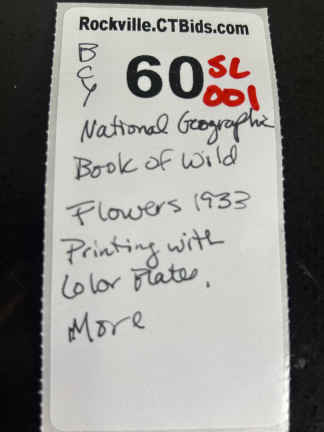 Rockville.CTBids.com
BCY
60 SL
001
National Geographic
Book of Wild
Flowers 1933
Printing with
Color Plates,
More